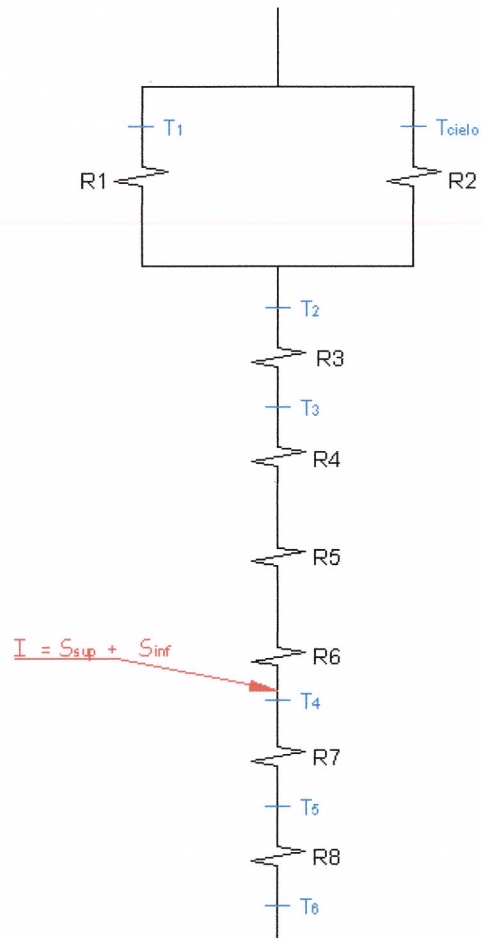 T1
Tcielo
R1
R2
T2
R3
T3
R4
R5
I = Ssup + Sinf
R6
T4
R7
T5
R8
T6